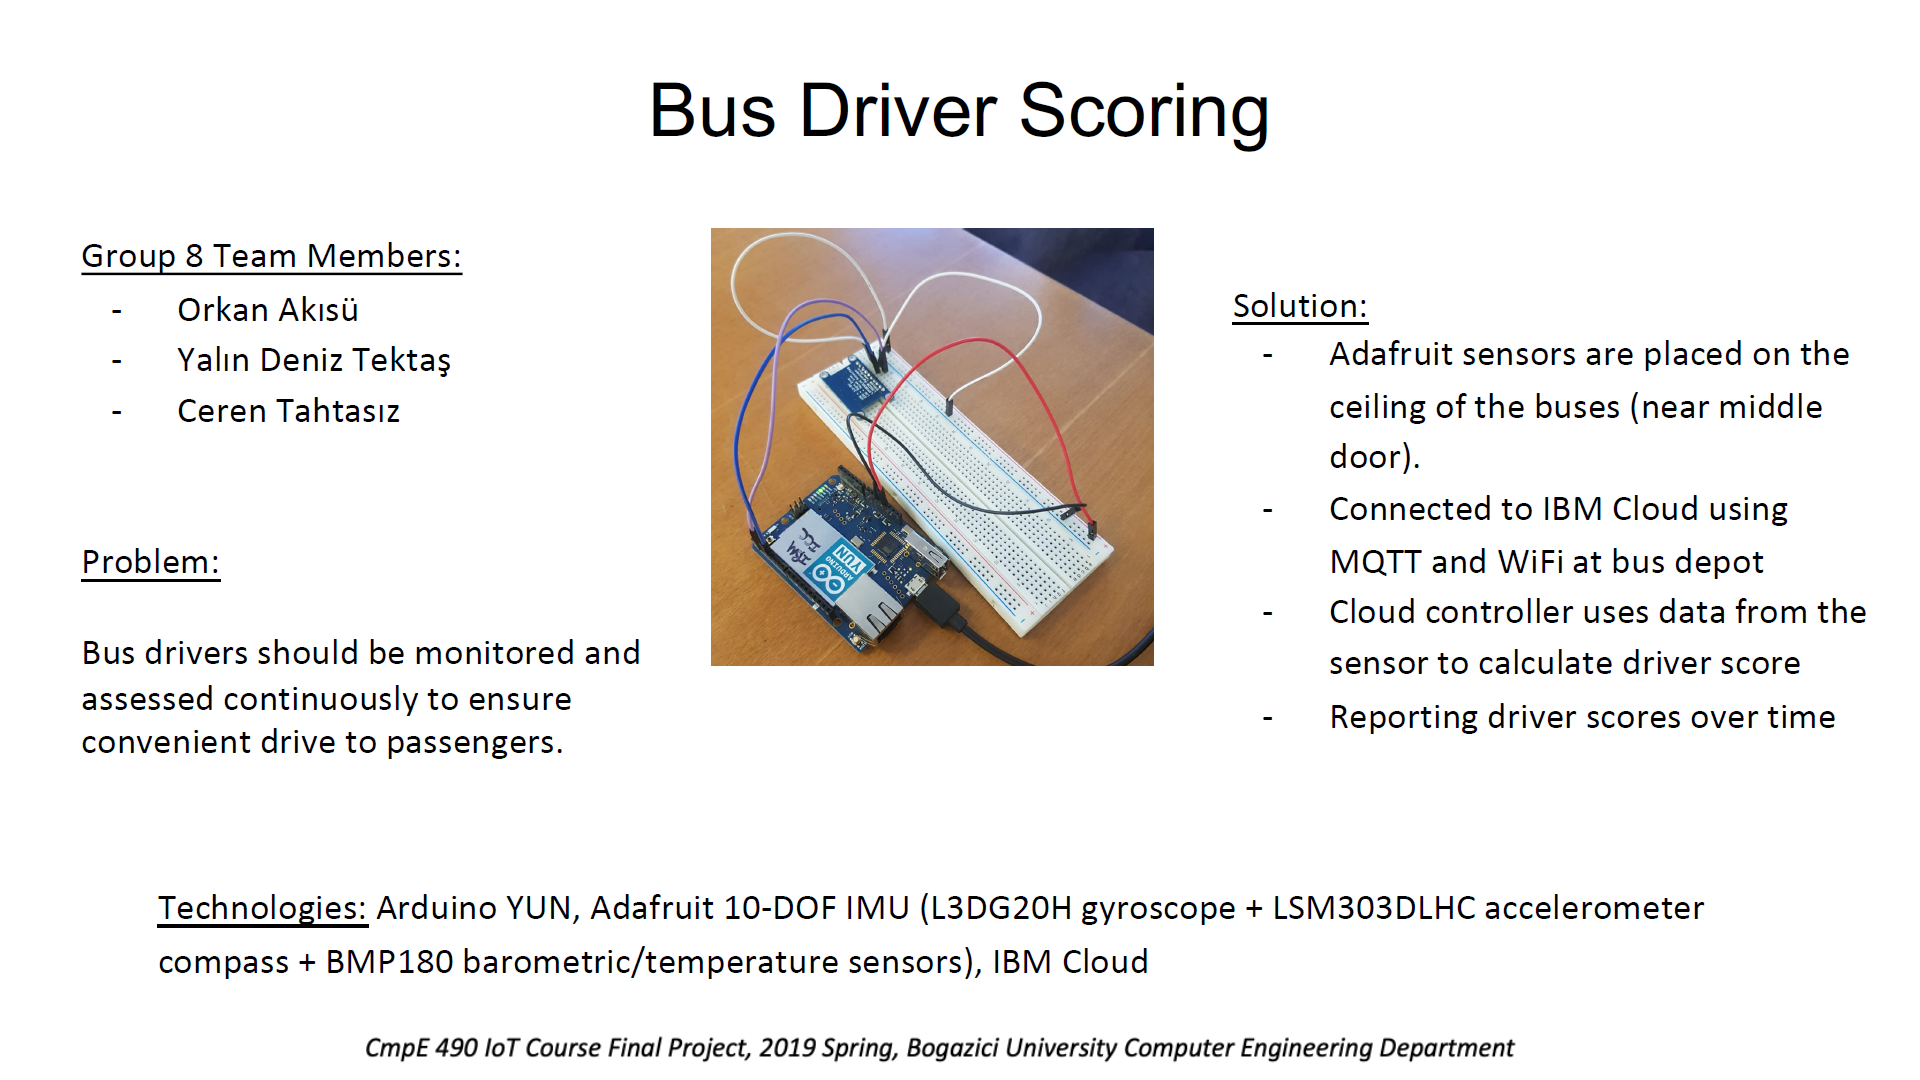 Bus Driver Scoring
Group 8 Team Members:
- Orkan Akısü
- Yalın Deniz Tektaş
- Ceren Tahtasız
Problem:
Bus drivers should be monitored and
assessed continuously to ensure
convenient drive to passengers.
IBM
ICC
ARDUINO
YUN
Solution:
- Adafruit sensors are placed on the
ceiling of the buses (near middle
door).
- Connected to IBM Cloud using
MQTT and WiFi at bus depot
- Cloud controller uses data from the
sensor to calculate driver score
- Reporting driver scores over time
Technologies: Arduino YUN, Adafruit 10-DOF IMU (L3DG20H gyroscope + LSM303DLHC accelerometer
compass + BMP180 barometric/temperature sensors), IBM Cloud
CmpE 490 IoT Course Final Project, 2019 Spring, Bogazici University Computer Engineering Department